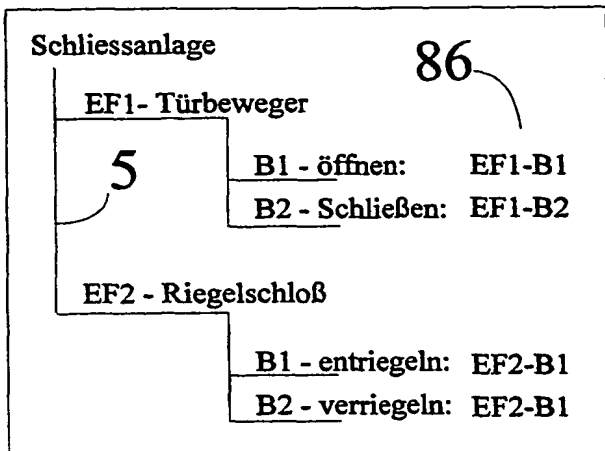 Schliessanlage
86
EF1- Türbeweger
5
B1 - öffnen: EF1-B1
B2 - Schließen: EF1-B2
EF2 - Riegelschloß
B1 - entriegeln: EF2-B1
B2 - verriegeln: EF2-B1